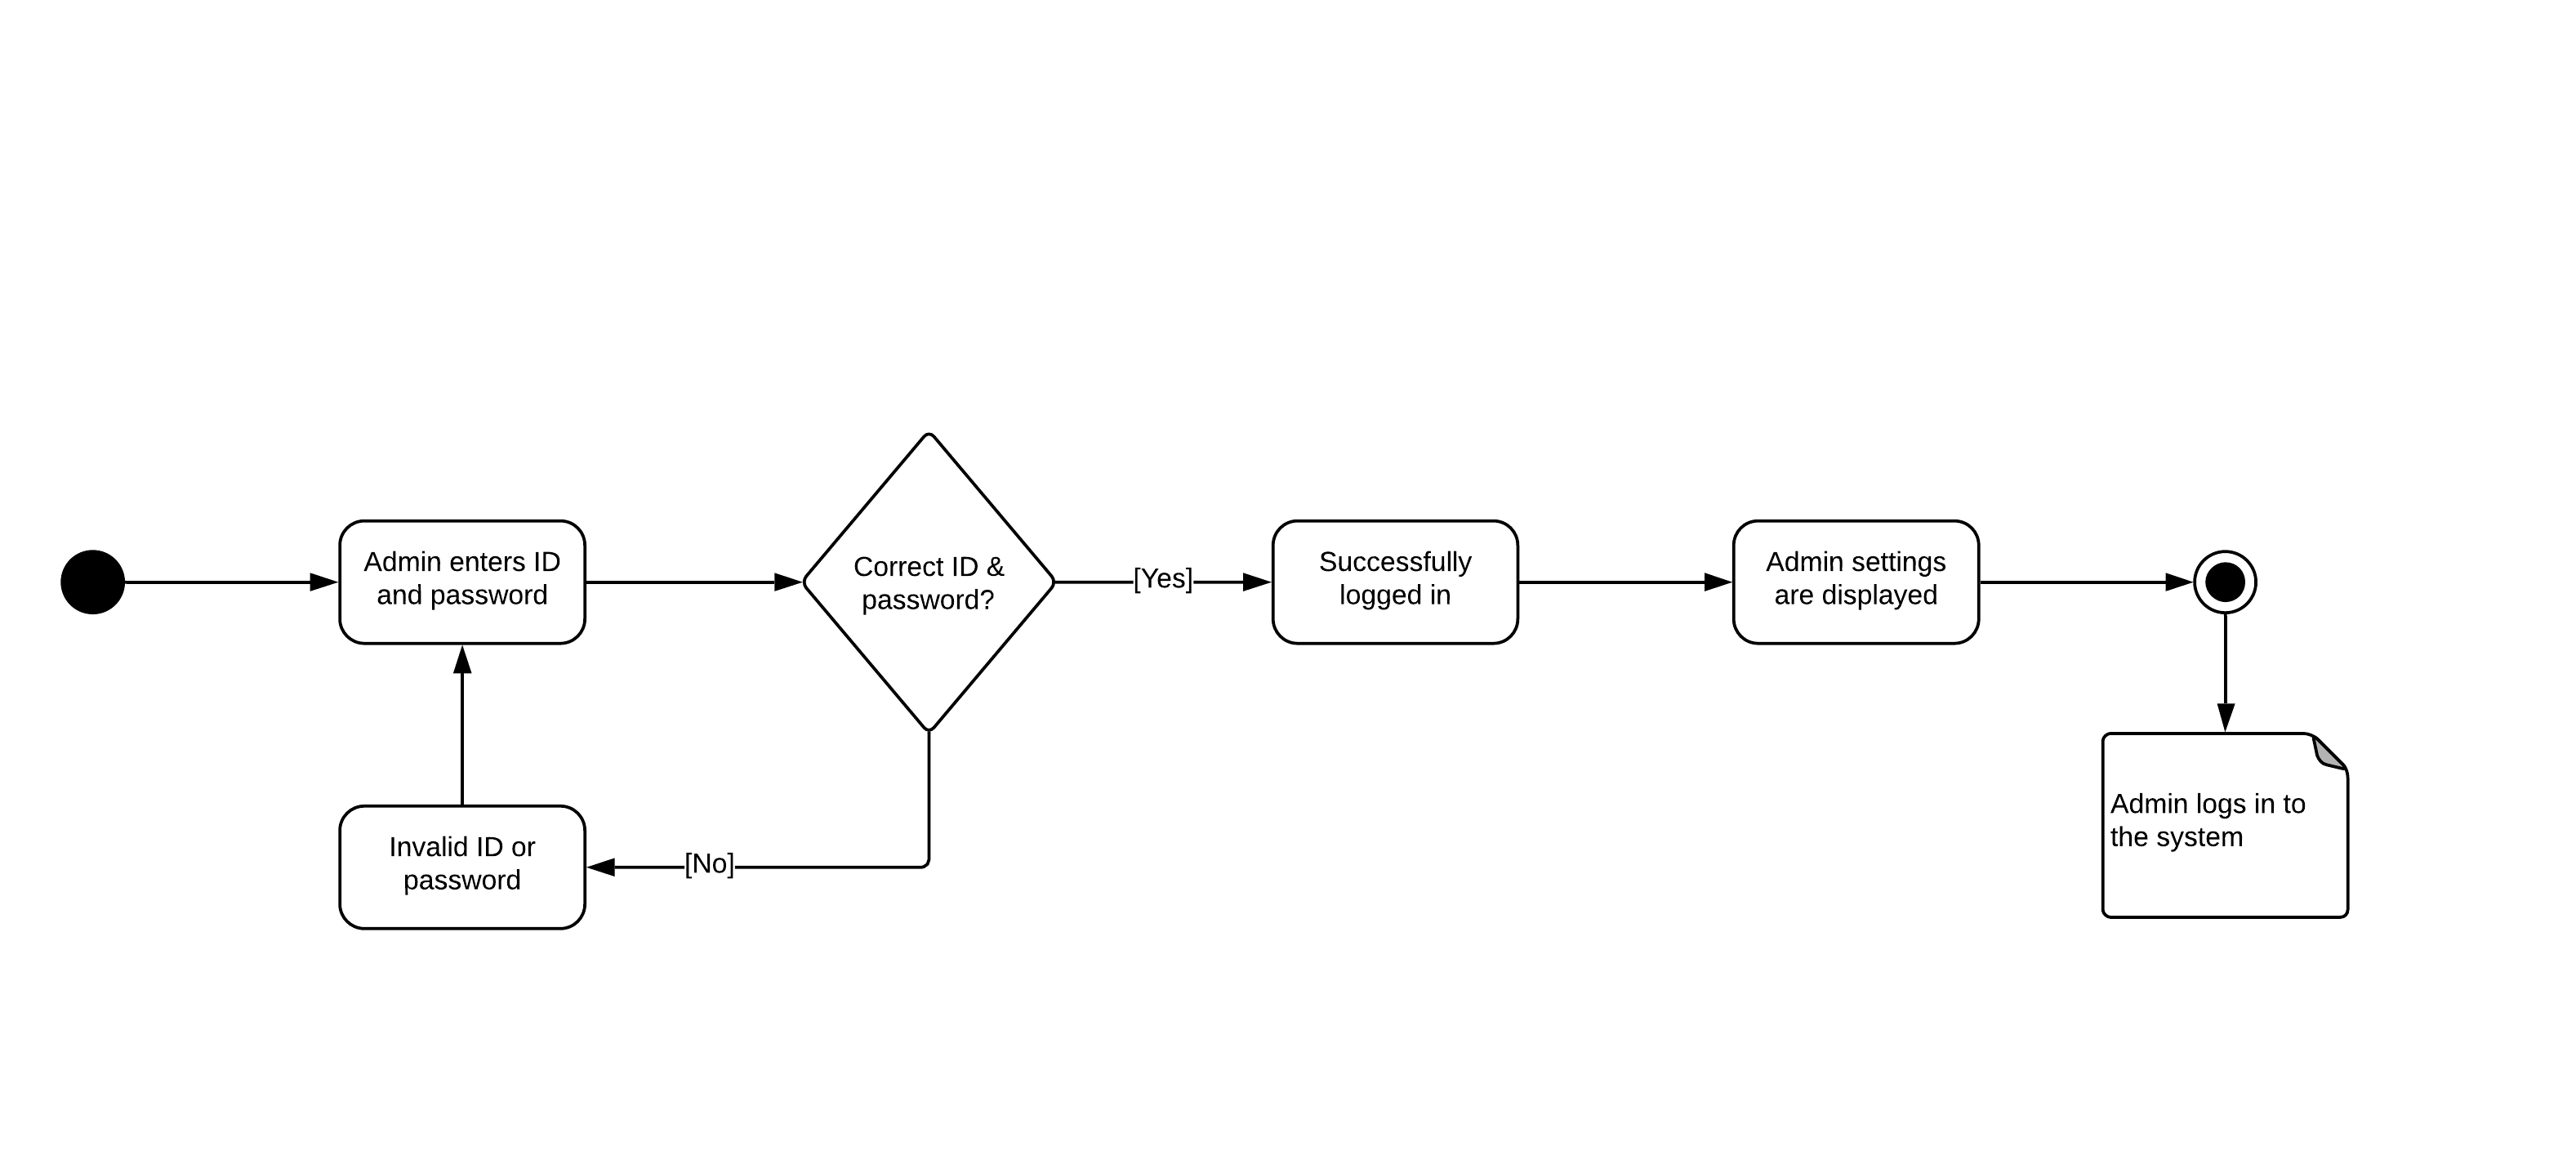 Admin enters ID
and password
Correct ID &
password?
[Yes]
Successfully
logged in
Admin settings
are displayed
Invalid ID or
password
[No]
Admin logs in to
the system